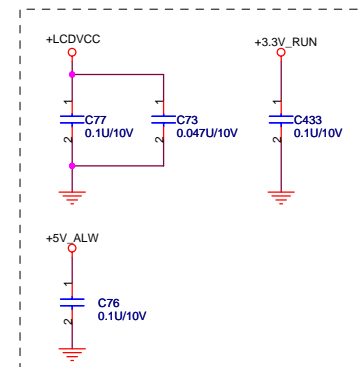 +LCDVCC
+3.3V_RUN
1
1
1
C77
0.1U/10V
C73
0.047U/10V
C433
0.1U/10V
2
2
2
+5V_ALW
1
C76
0.1U/10V
2